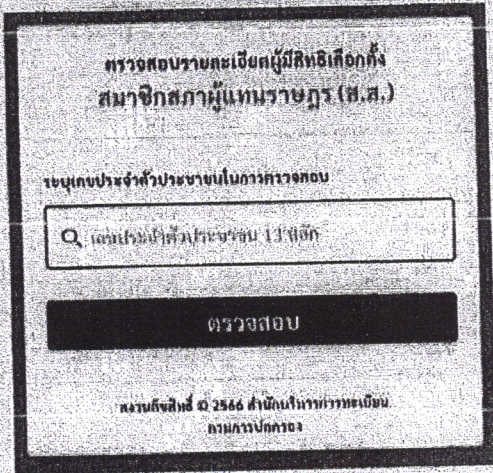 ตรวจสอบรายละเอียดผู้มีสิทธิเลือกตั้ง
สมาชิกสภาผู้แทนราษฎร (ส.ส.)
ระบุเลขประจำตัวประชาชนในการตรวจสอบ
เลขประจำตัวประชาชน 13 หลัก
ตรวจสอบ
สงวนลิขสิทธิ์ © 2566 สำนักบริหารการทะเบียน
กรมการปกครอง